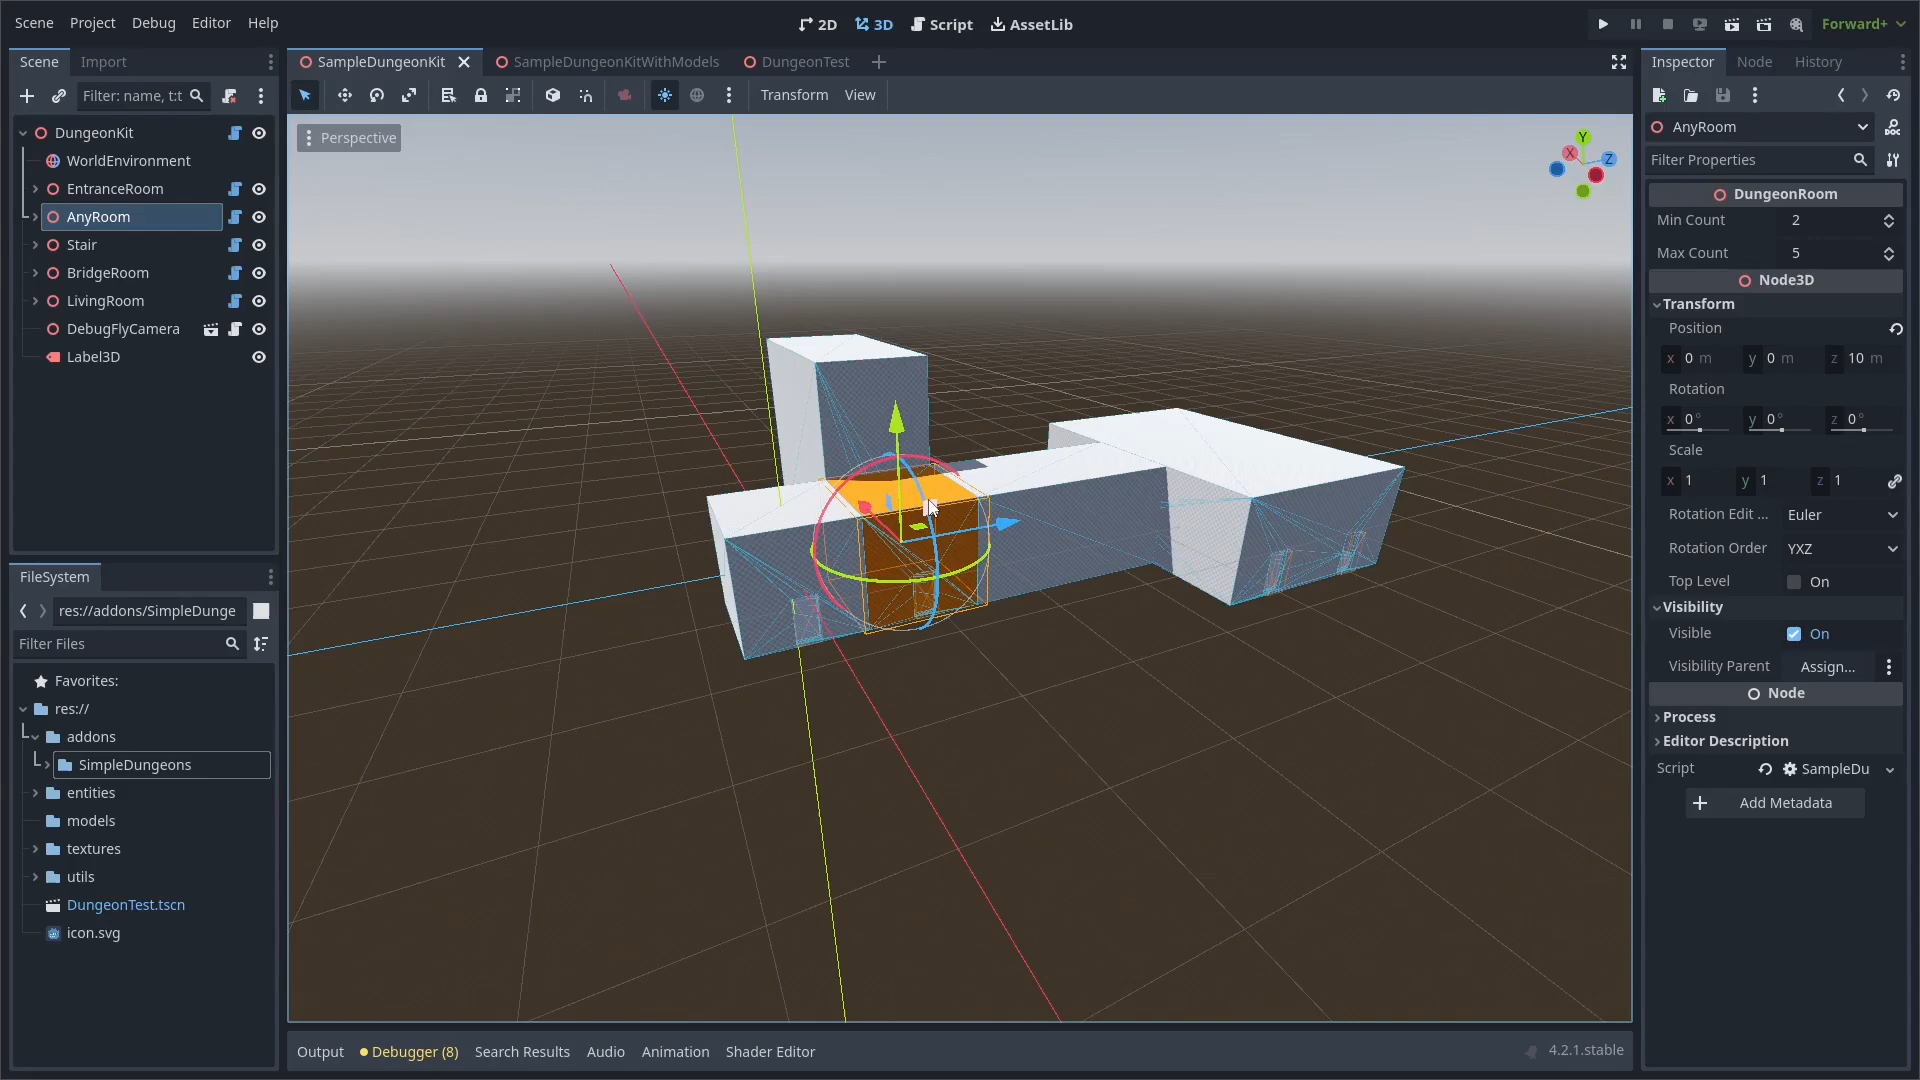 Scene Project Debug Editor Help
2D 3D Script AssetLib
Forward+
Scene Import
Filter: name, t:t
DungeonKit
WorldEnvironment
EntranceRoom
AnyRoom
Stair
BridgeRoom
LivingRoom
DebugFlyCamera
Label3D
FileSystem
res://addons/SimpleDunge
Filter Files
Favorites:
res://
addons
SimpleDungeons
entities
models
textures
utils
DungeonTest.tscn
icon.svg
SampleDungeonKit SampleDungeonKitWithModels DungeonTest
Transform View
Perspective
Y
X
Z
Output Debugger (8) Search Results Audio Animation Shader Editor
4.2.1.stable
Inspector Node History
AnyRoom
Filter Properties
DungeonRoom
Min Count 2
Max Count 5
Node3D
Transform
Position
x 0 m y 0 m z 10 m
Rotation
x 0° y 0° z 0°
Scale
x 1 y 1 z 1
Rotation Edit ... Euler
Rotation Order YXZ
Top Level On
Visibility
Visible On
Visibility Parent Assign...
Node
Process
Editor Description
Script SampleDu
Add Metadata